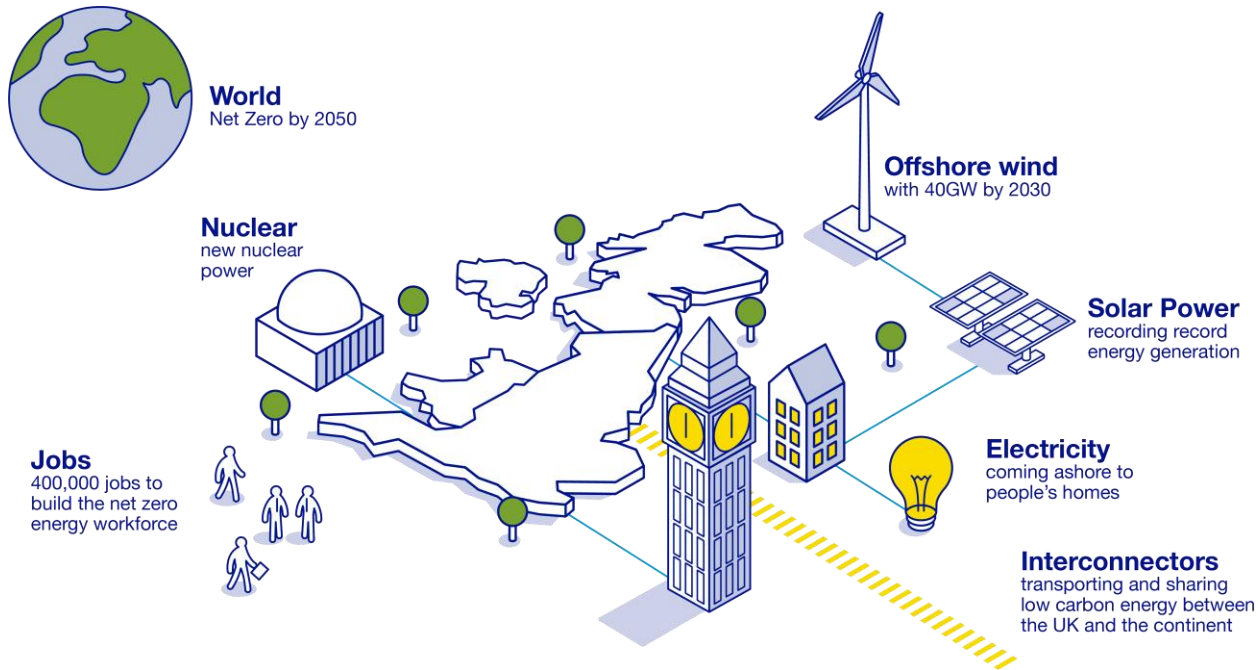 World
Net Zero by 2050
Offshore wind
with 40GW by 2030
Nuclear
new nuclear
power
Solar Power
recording record
energy generation
Jobs
400,000 jobs to
build the net zero
energy workforce
Electricity
coming ashore to
people's homes
Interconnectors
transporting and sharing
low carbon energy between
the UK and the continent